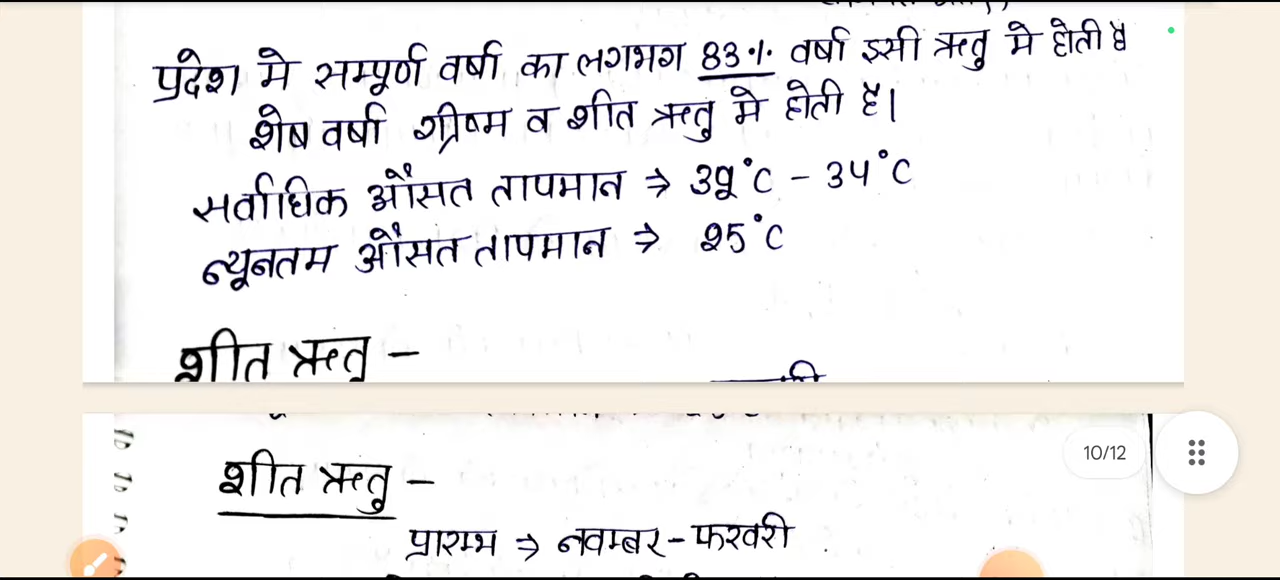 प्रदेश मे सम्पूर्ण वर्षा का लगभग 83% वर्षा इसी ऋतु मे होती है
शेष वर्षा ग्रीष्म व शीत ऋतु मे होती है।
सर्वाधिक औसत तापमान ⇒ 32°C - 34°C
न्यूनतम औसत तापमान ⇒ 25°C
शीत ऋतु -
शीत ऋतु -
10/12
प्रारम्भ ⇒ नवम्बर - फरवरी